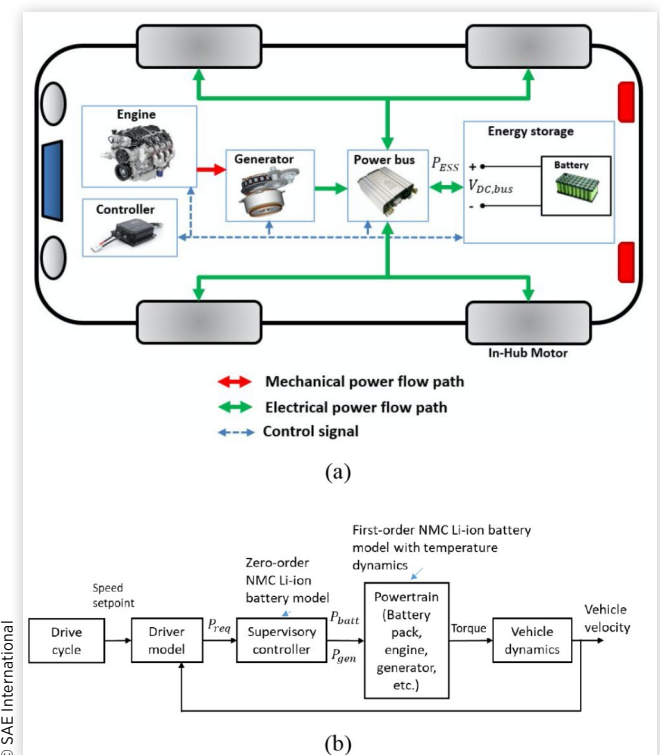 Engine
Generator
Power bus
P_ESS
Energy storage
+
V_DC,bus
-
Battery
Controller
In-Hub Motor
Mechanical power flow path
Electrical power flow path
Control signal
(a)
First-order NMC Li-ion battery
model with temperature
dynamics
Zero-order
NMC Li-ion
battery model
Speed
setpoint
Drive
cycle
Driver
model
P_req
Supervisory
controller
P_batt
P_gen
Powertrain
(Battery
pack,
engine,
generator,
etc.)
Torque
Vehicle
dynamics
Vehicle
velocity
(b)
© SAE International